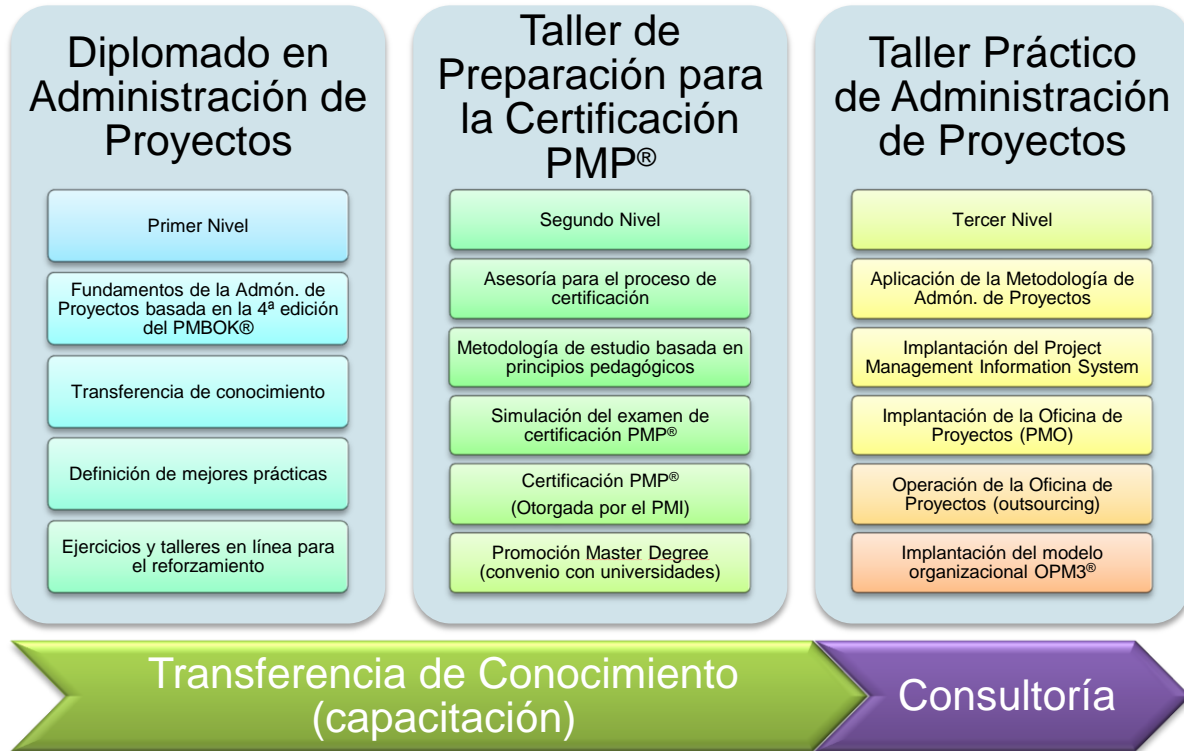 Diplomado en
Administración de
Proyectos
Primer Nivel
Fundamentos de la Admón. de
Proyectos basada en la 4ª edición
del PMBOK®
Transferencia de conocimiento
Definición de mejores prácticas
Ejercicios y talleres en línea para
el reforzamiento
Taller de
Preparación para
la Certificación
PMP®
Segundo Nivel
Asesoría para el proceso de
certificación
Metodología de estudio basada en
principios pedagógicos
Simulación del examen de
certificación PMP®
Certificación PMP®
(Otorgada por el PMI)
Promoción Master Degree
(convenio con universidades)
Taller Práctico
de Administración
de Proyectos
Tercer Nivel
Aplicación de la Metodología de
Admón. de Proyectos
Implantación del Project
Management Information System
Implantación de la Oficina de
Proyectos (PMO)
Operación de la Oficina de
Proyectos (outsourcing)
Implantación del modelo
organizacional OPM3®
Transferencia de Conocimiento
(capacitación)
Consultoría